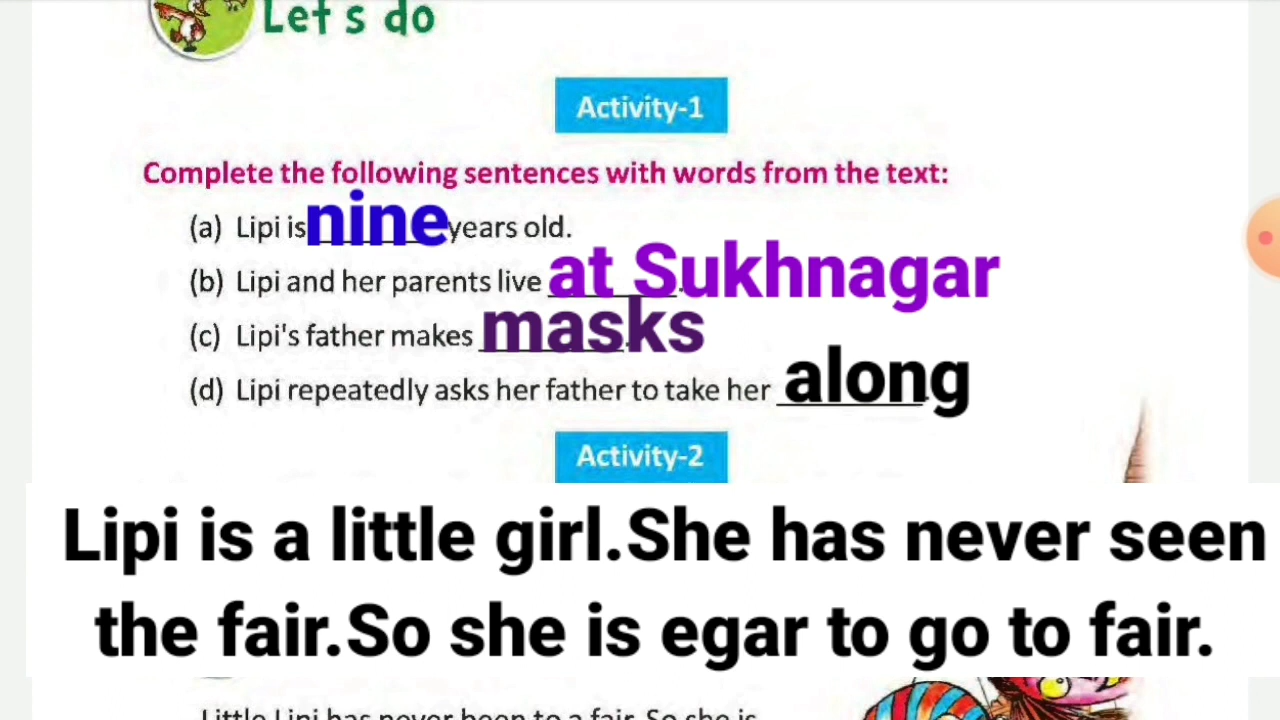 Let's do
Activity-1
Complete the following sentences with words from the text:
(a) Lipi is nine years old.
(b) Lipi and her parents live at Sukhnagar.
(c) Lipi's father makes masks.
(d) Lipi repeatedly asks her father to take her along.
Activity-2
Lipi is a little girl.She has never seen
the fair.So she is egar to go to fair.
Little Lipi has never been to a fair. So she is